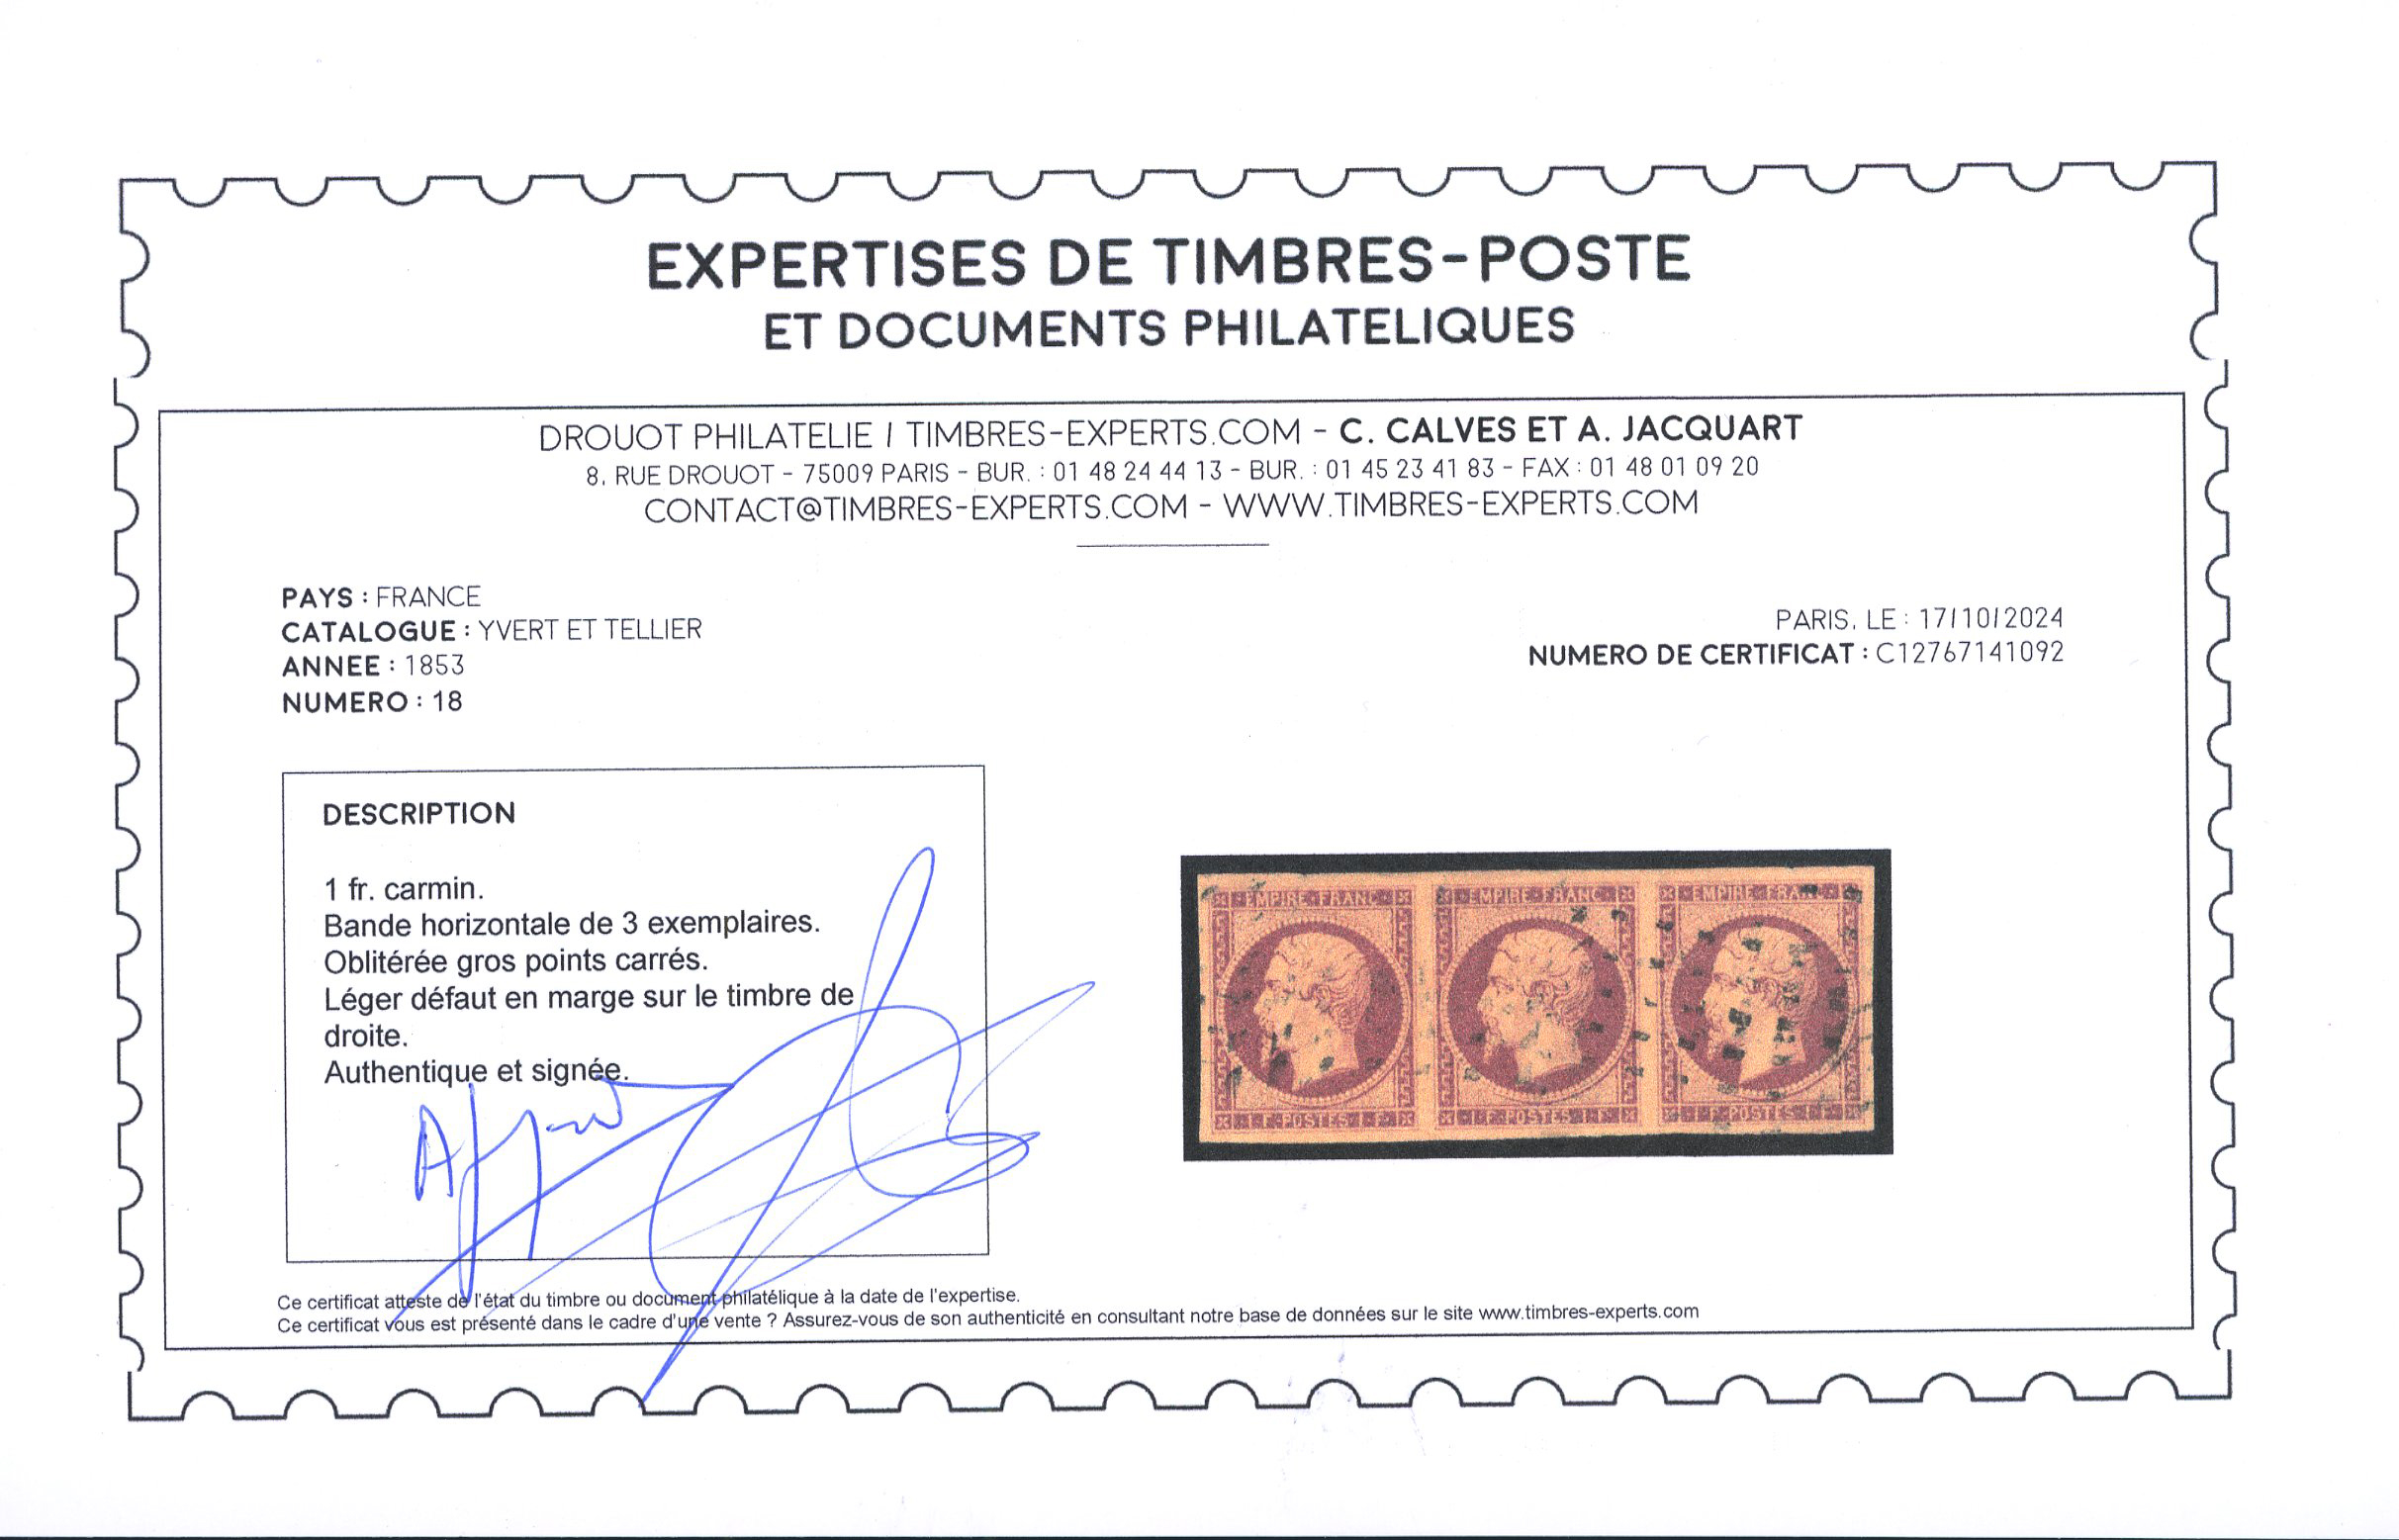 EXPERTISES DE TIMBRES-POSTE
ET DOCUMENTS PHILATELIQUES
DROUOT PHILATELIE / TIMBRES-EXPERTS.COM - C. CALVES ET A. JACQUART
8, RUE DROUOT - 75009 PARIS - BUR. : 01 48 24 44 13 - BUR. : 01 45 23 41 83 - FAX : 01 48 01 09 20
CONTACT@TIMBRES-EXPERTS.COM - WWW.TIMBRES-EXPERTS.COM
PAYS : FRANCE
CATALOGUE : YVERT ET TELLIER
ANNEE : 1853
NUMERO : 18
PARIS, LE : 17/10/2024
NUMERO DE CERTIFICAT : C12767141092
DESCRIPTION
1 fr. carmin.
Bande horizontale de 3 exemplaires.
Oblitérée gros points carrés.
Léger défaut en marge sur le timbre de
droite.
Authentique et signée.
EMPIRE·FRANC· EMPIRE·FRANC· EMPIRE·FRANC·
1·F·POSTES·1·F· 1·F·POSTES·1·F· 1·F·POSTES·1·F·
Ce certificat atteste de l'état du timbre ou document philatélique à la date de l'expertise.
Ce certificat vous est présenté dans le cadre d'une vente ? Assurez-vous de son authenticité en consultant notre base de données sur le site www.timbres-experts.com